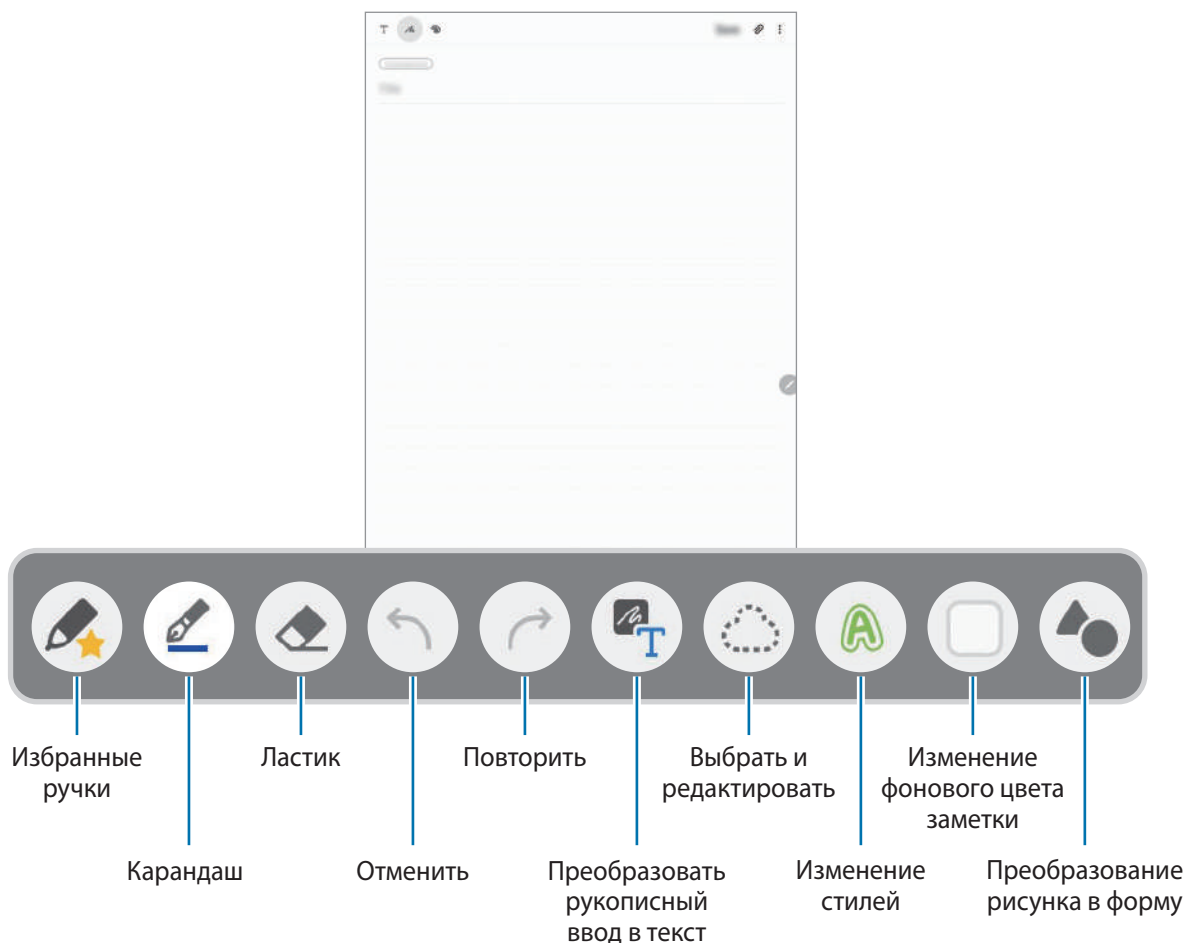 Избранные
ручки
Ластик
Повторить
Выбрать и
редактировать
Изменение
фонового цвета
заметки
Карандаш
Отменить
Преобразовать
рукописный
ввод в текст
Изменение
стилей
Преобразование
рисунка в форму